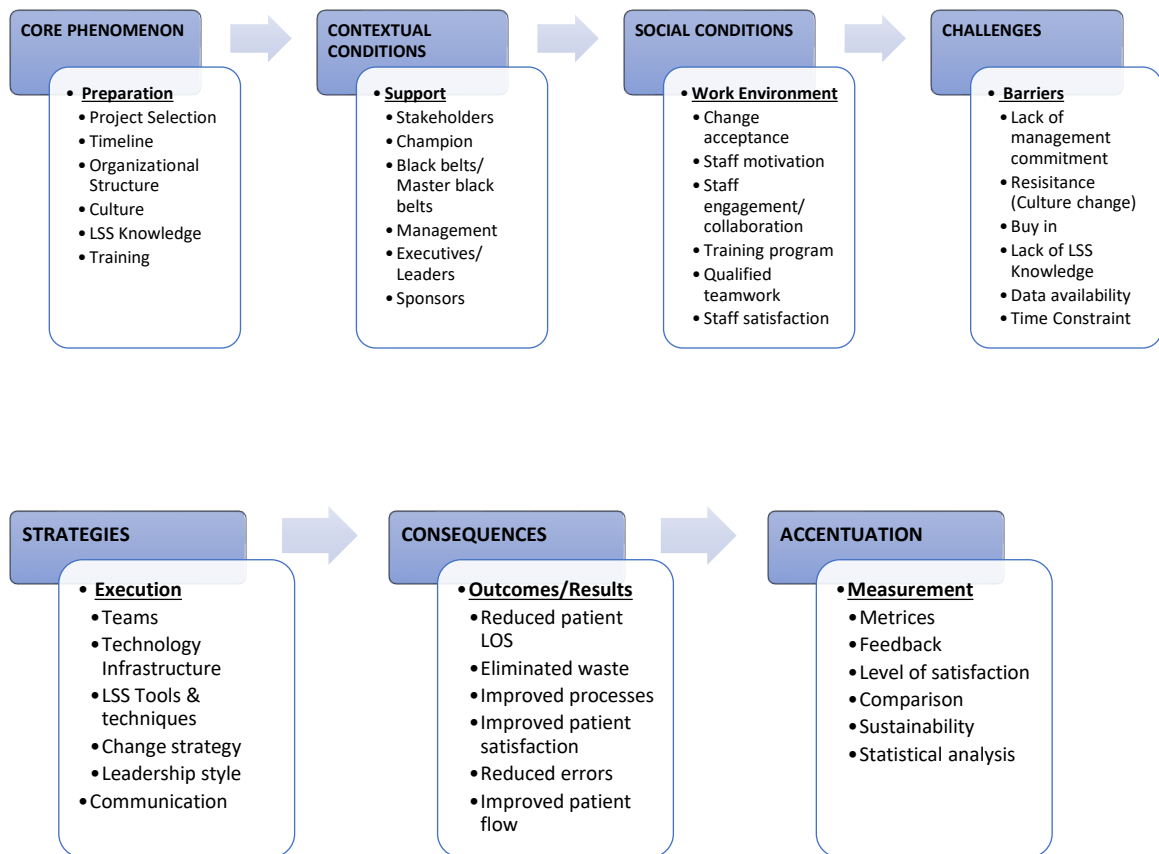 CORE PHENOMENON
• Preparation
• Project Selection
• Timeline
• Organizational
Structure
• Culture
• LSS Knowledge
• Training
CONTEXTUAL
CONDITIONS
• Support
• Stakeholders
• Champion
• Black belts/
Master black
belts
• Management
• Executives/
Leaders
• Sponsors
SOCIAL CONDITIONS
• Work Environment
• Change
acceptance
• Staff motivation
• Staff
engagement/
collaboration
• Training program
• Qualified
teamwork
• Staff satisfaction
CHALLENGES
• Barriers
• Lack of
management
commitment
• Resisitance
(Culture change)
• Buy in
• Lack of LSS
Knowledge
• Data availability
• Time Constraint
STRATEGIES
• Execution
• Teams
• Technology
Infrastructure
• LSS Tools &
techniques
• Change strategy
• Leadership style
• Communication
CONSEQUENCES
• Outcomes/Results
• Reduced patient
LOS
• Eliminated waste
• Improved processes
• Improved patient
satisfaction
• Reduced errors
• Improved patient
flow
ACCENTUATION
• Measurement
• Metrices
• Feedback
• Level of satisfaction
• Comparison
• Sustainability
• Statistical analysis